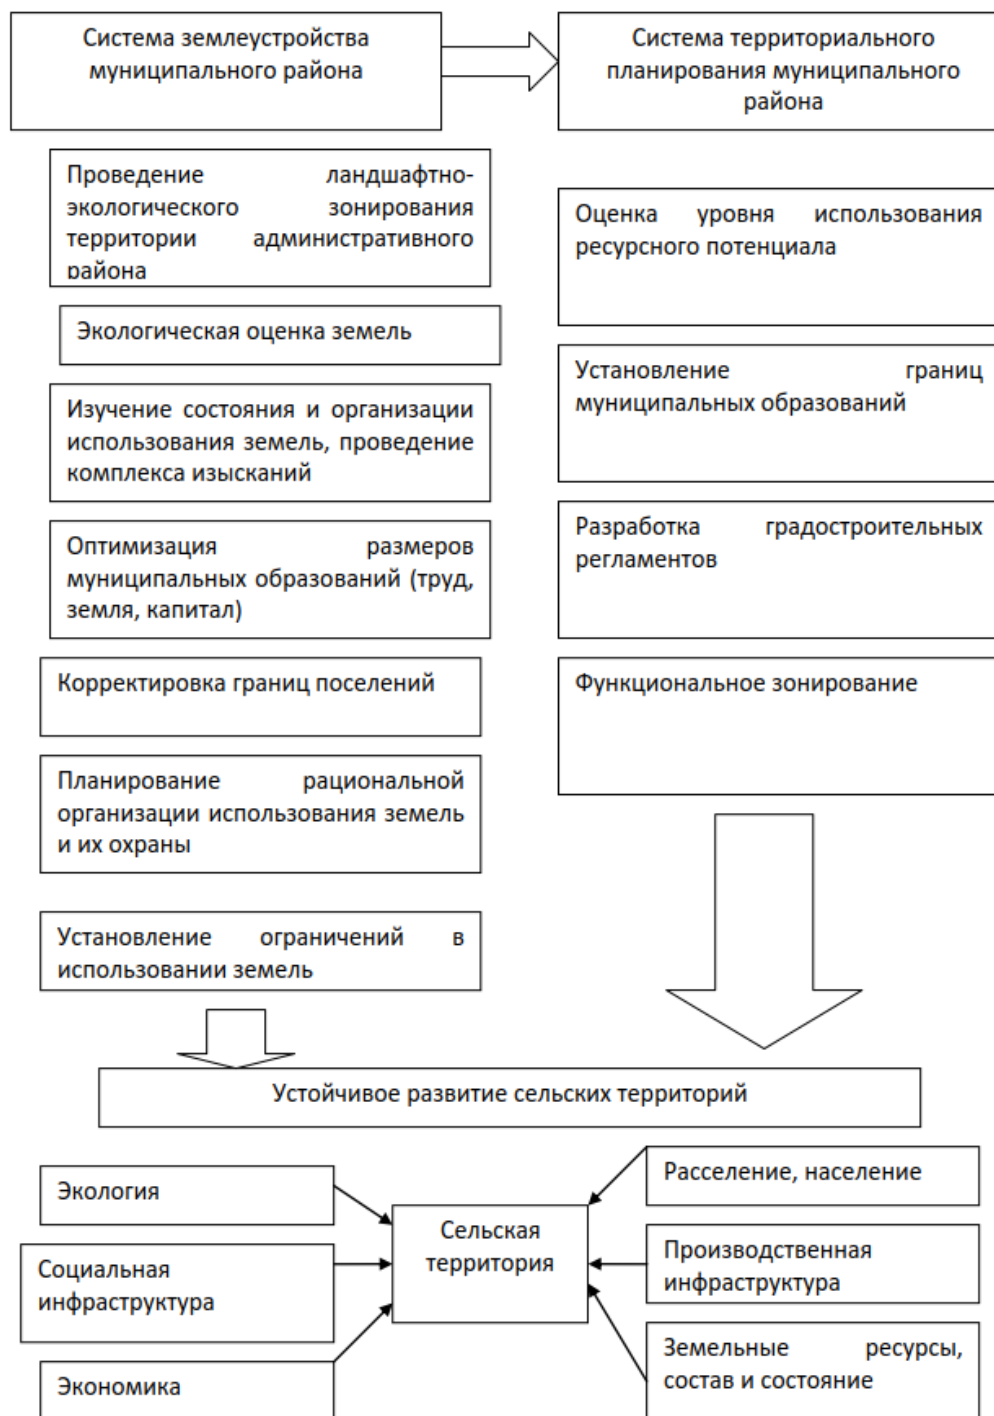 Система землеустройства
муниципального района
Система территориального
планирования муниципального
района
Проведение ландшафтно-
экологического зонирования
территории административного
района
Экологическая оценка земель
Изучение состояния и организации
использования земель, проведение
комплекса изысканий
Оптимизация размеров
муниципальных образований (труд,
земля, капитал)
Корректировка границ поселений
Планирование рациональной
организации использования земель
и их охраны
Установление ограничений в
использовании земель
Оценка уровня использования
ресурсного потенциала
Установление границ
муниципальных образований
Разработка градостроительных
регламентов
Функциональное зонирование
Устойчивое развитие сельских территорий
Экология
Социальная
инфраструктура
Экономика
Сельская
территория
Расселение, население
Производственная
инфраструктура
Земельные ресурсы,
состав и состояние